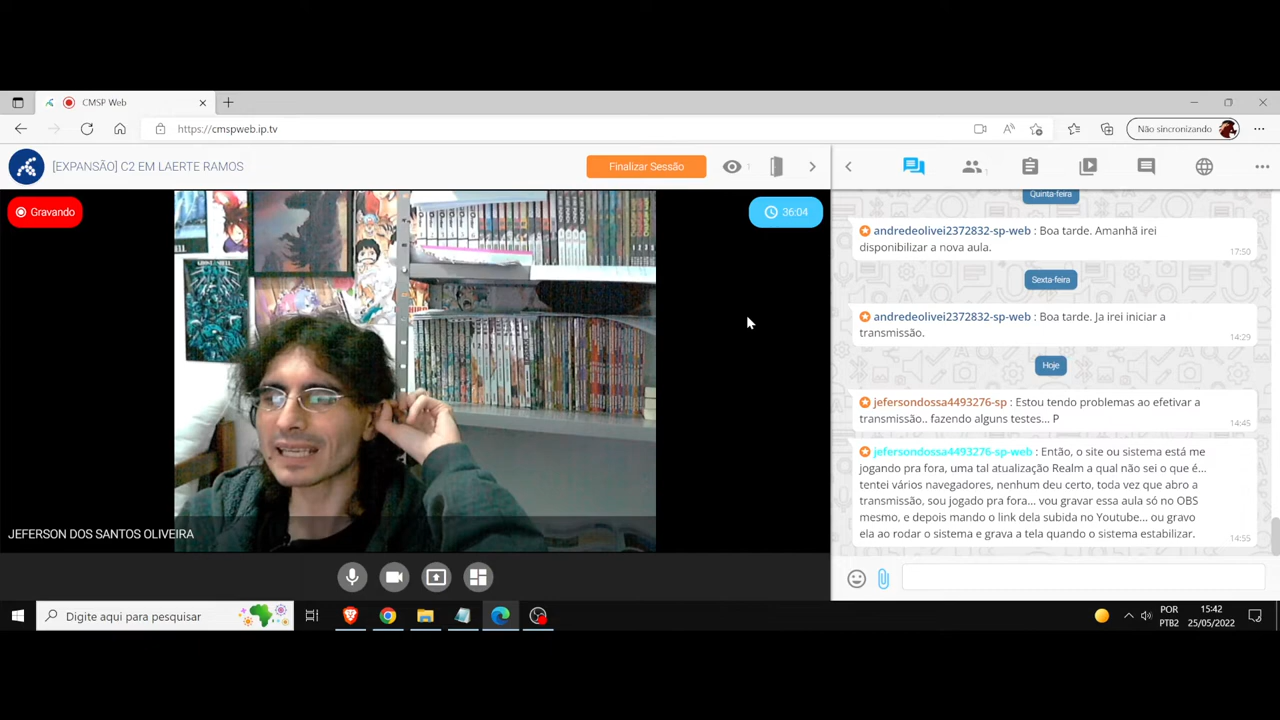 CMSP Web
https://cmspweb.ip.tv
Não sincronizando
[EXPANSÃO] C2 EM LAERTE RAMOS
Finalizar Sessão
1
1
Gravando
36:04
JEFERSON DOS SANTOS OLIVEIRA
Quinta-feira
andredeolivei2372832-sp-web : Boa tarde. Amanhã irei
disponibilizar a nova aula.
17:50
Sexta-feira
andredeolivei2372832-sp-web : Boa tarde. Ja irei iniciar a
transmissão.
14:29
Hoje
jefersondossa4493276-sp : Estou tendo problemas ao efetivar a
transmissão.. fazendo alguns testes... P
14:45
jefersondossa4493276-sp-web : Então, o site ou sistema está me
jogando pra fora, uma tal atualização Realm a qual não sei o que é...
tentei vários navegadores, nenhum deu certo, toda vez que abro a
transmissão, sou jogado pra fora... vou gravar essa aula só no OBS
mesmo, e depois mando o link dela subida no Youtube... ou gravo
ela ao rodar o sistema e grava a tela quando o sistema estabilizar.
14:55
Digite aqui para pesquisar
POR
PTB2
15:42
25/05/2022